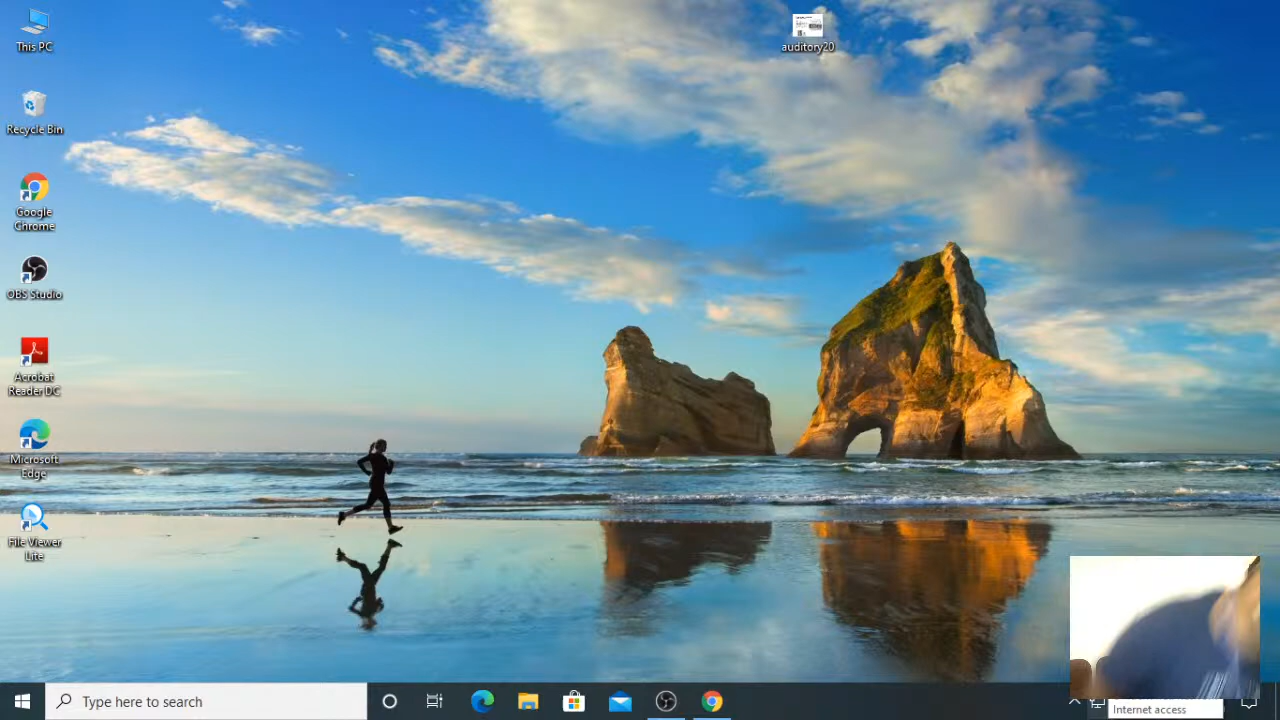 This PC
Recycle Bin
Google
Chrome
OBS Studio
Acrobat
Reader DC
Microsoft
Edge
File Viewer
Lite
auditory20
Type here to search
Internet access